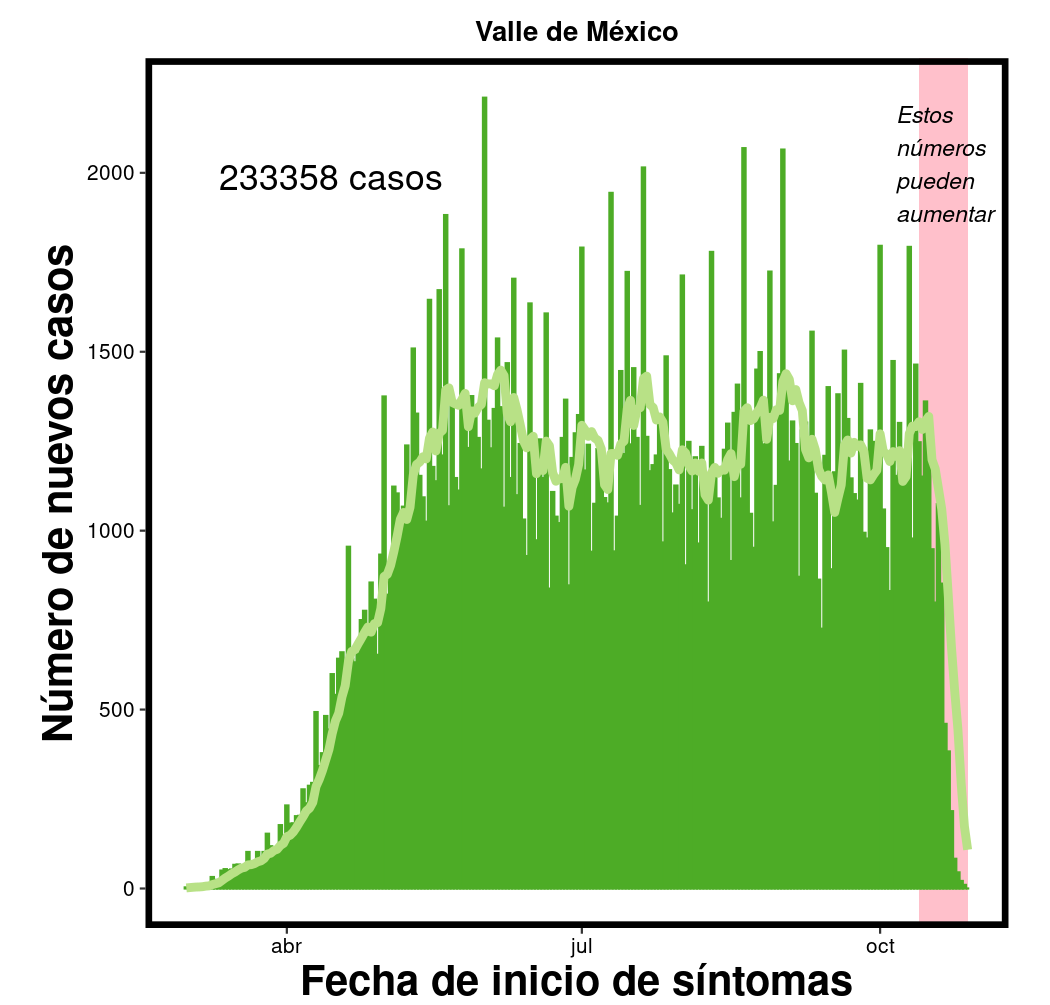 Valle de México
Estos
números
pueden
aumentar
233358 casos
Número de nuevos casos
2000
1500
1000
500
0
abr
jul
oct
Fecha de inicio de síntomas